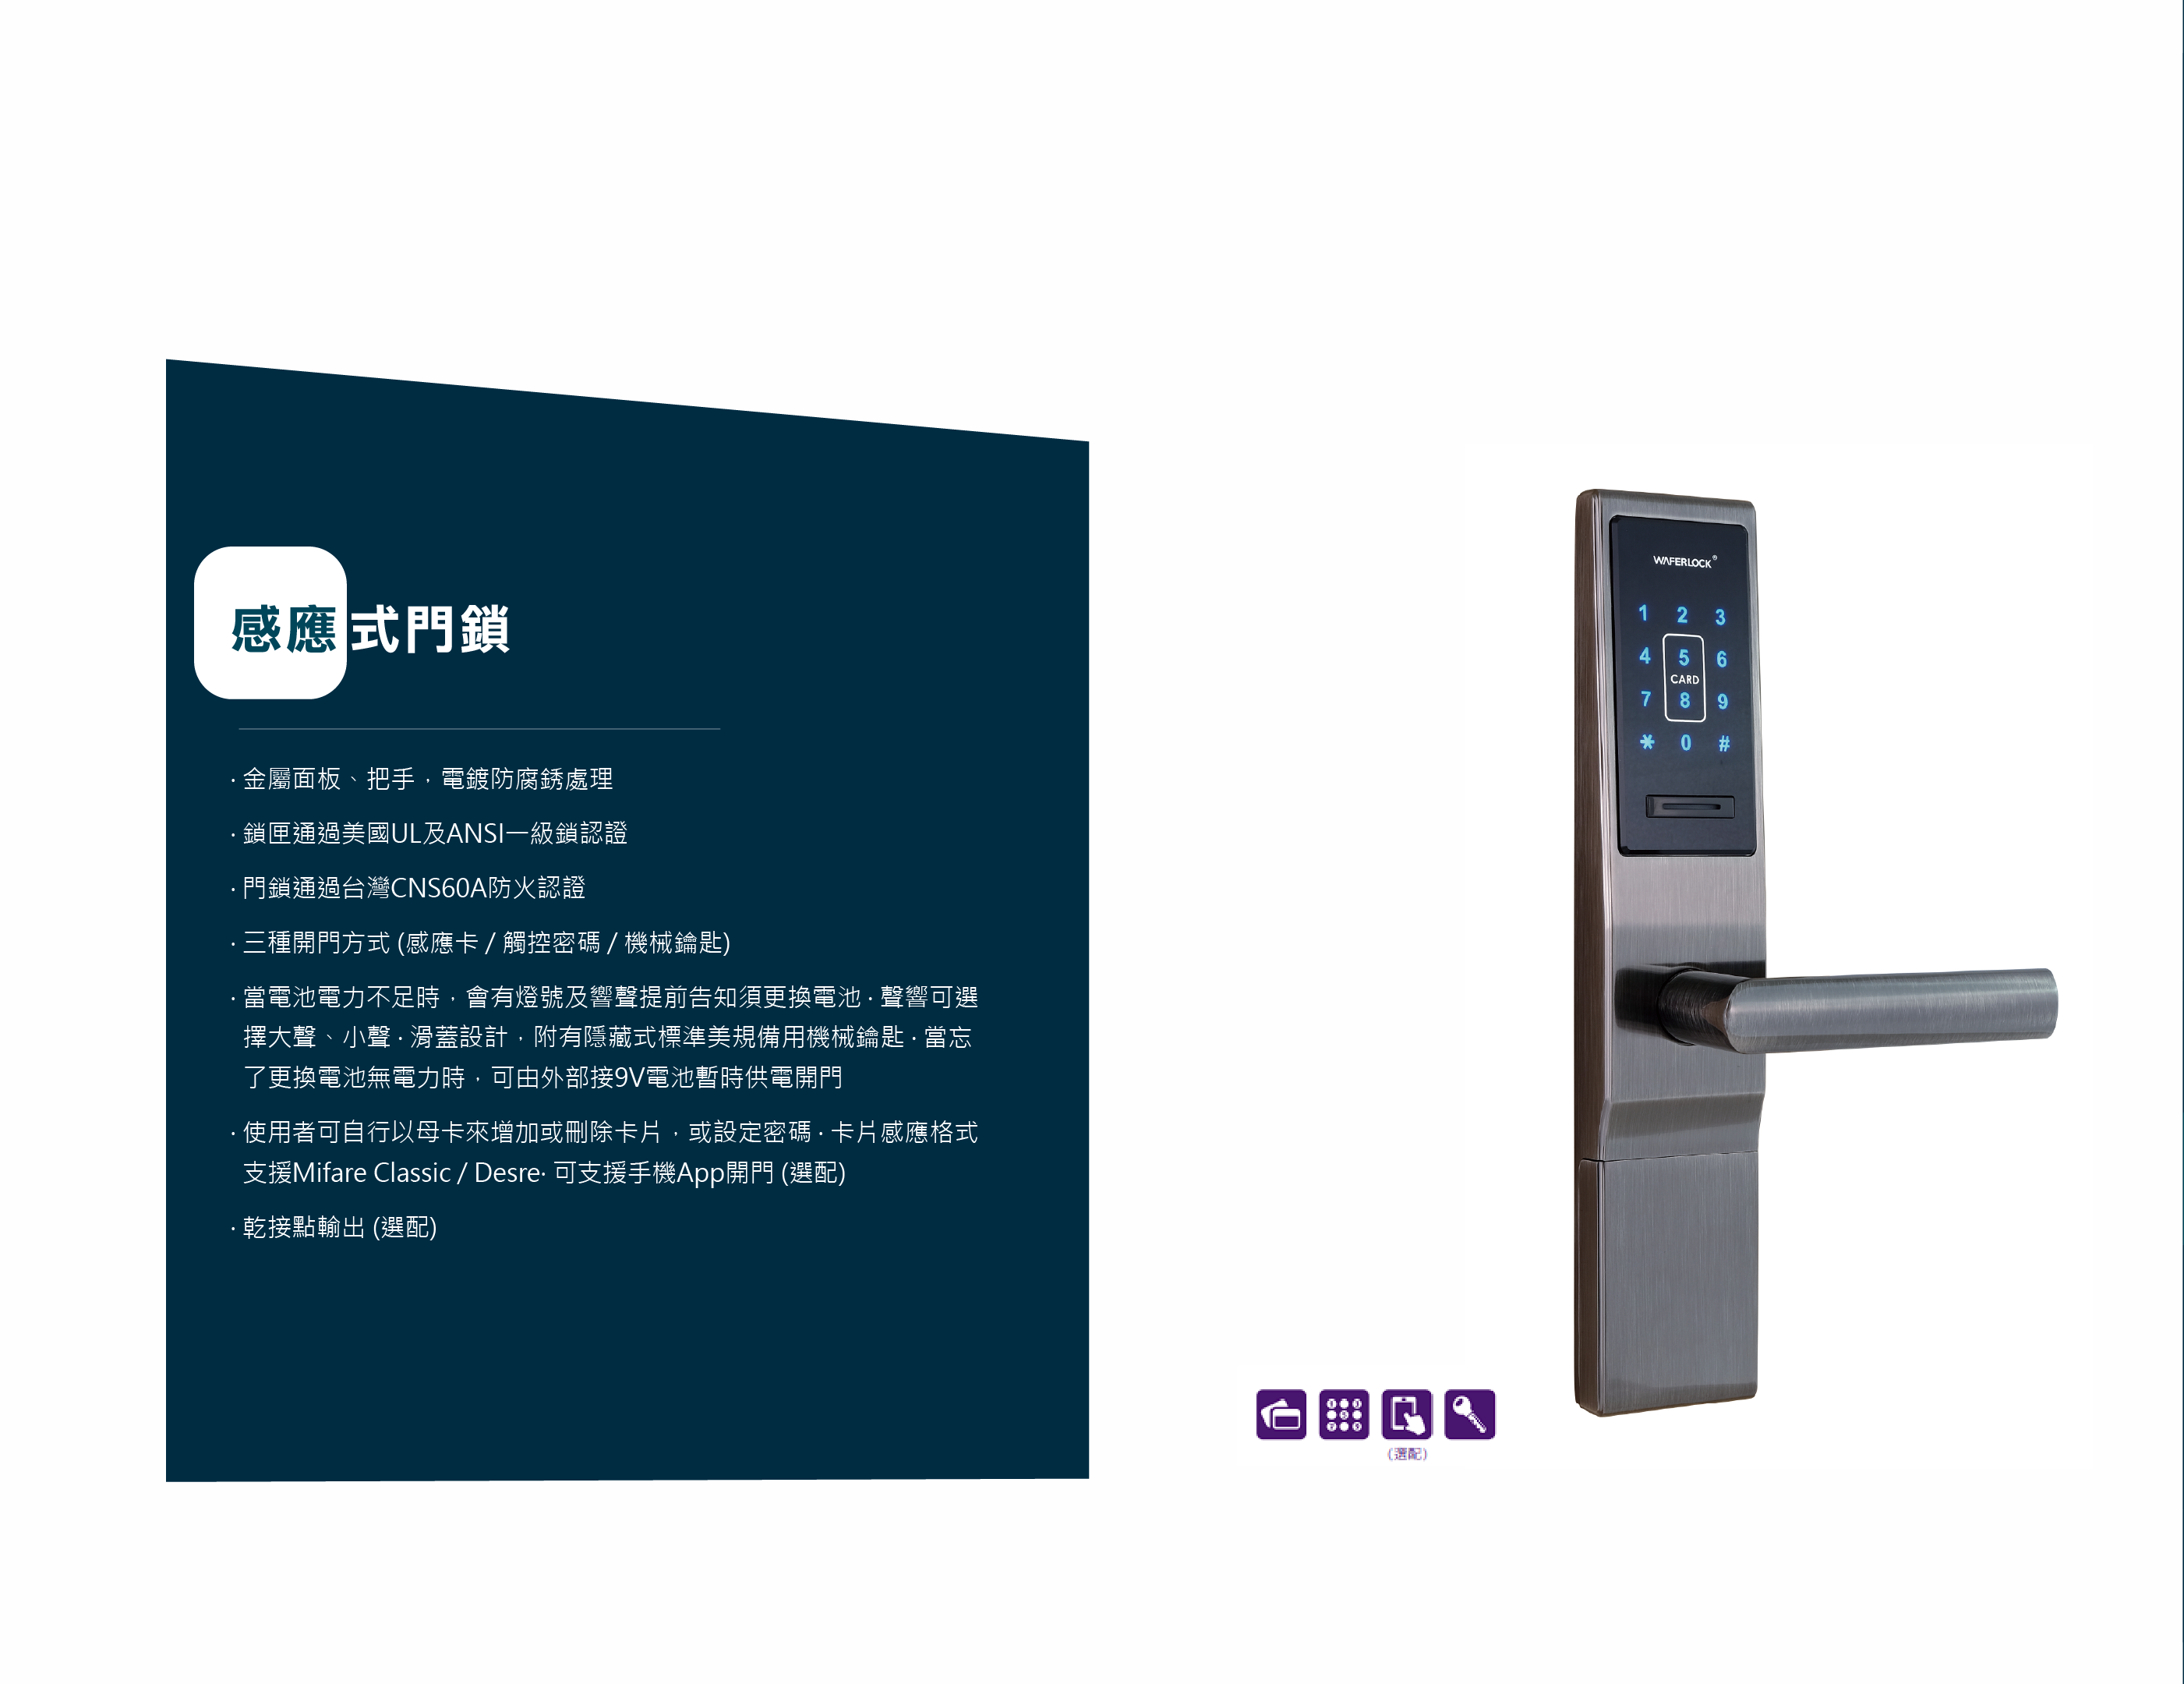 感應式門鎖
· 金屬面板、把手，電鍍防腐銹處理
· 鎖匣通過美國UL及ANSI一級鎖認證
· 門鎖通過台灣CNS60A防火認證
· 三種開門方式 (感應卡 / 觸控密碼 / 機械鑰匙)
· 當電池電力不足時，會有燈號及響聲提前告知須更換電池 · 聲響可選
擇大聲、小聲 · 滑蓋設計，附有隱藏式標準美規備用機械鑰匙 · 當忘
了更換電池無電力時，可由外部接9V電池暫時供電開門
· 使用者可自行以母卡來增加或刪除卡片，或設定密碼 · 卡片感應格式
支援Mifare Classic / Desre· 可支援手機App開門 (選配)
· 乾接點輸出 (選配)
WAFERLOCK®
1 2 3
4 5 6
CARD
7 8 9
* 0 #
(選配)